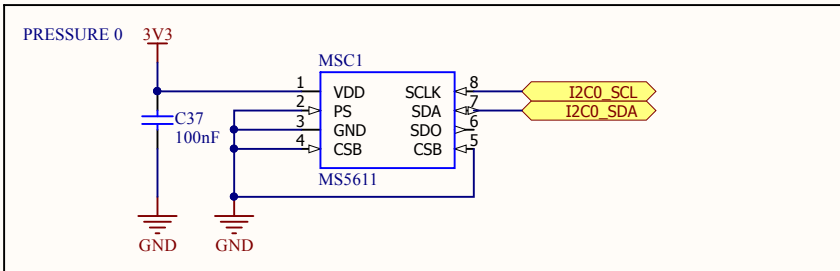 PRESSURE 0 3V3
MSC1
1 VDD SCLK 8 I2C0_SCL
2 PS SDA 7 I2C0_SDA
3 GND SDO 6
4 CSB CSB 5
C37
100nF
MS5611
GND GND